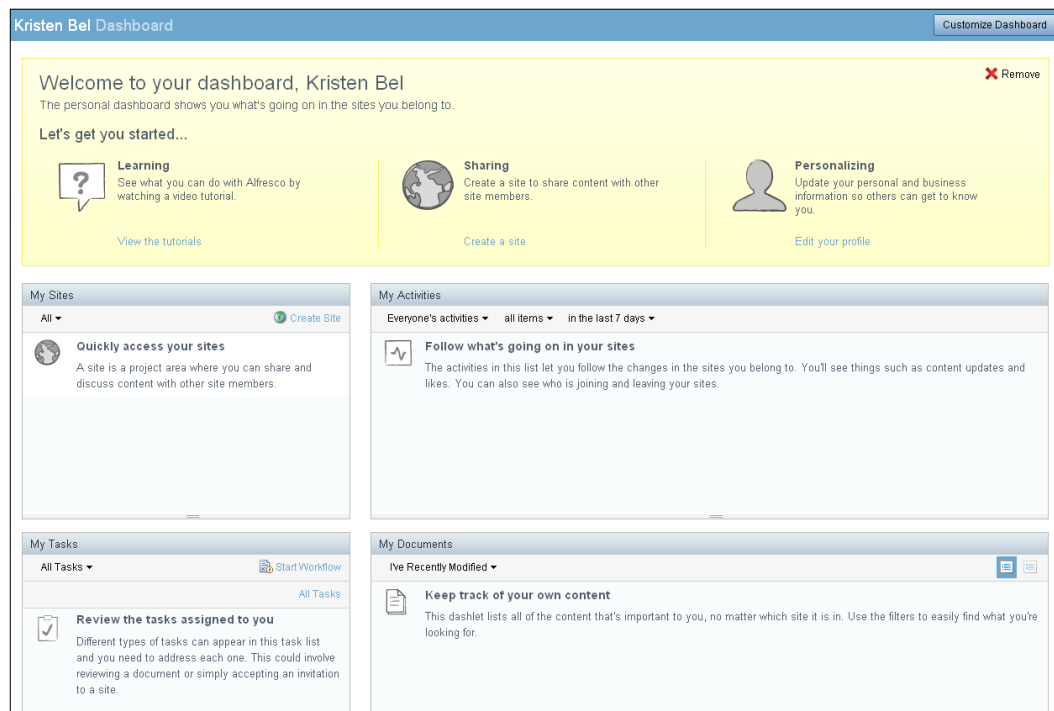 Kristen Bel Dashboard
Customize Dashboard
Welcome to your dashboard, Kristen Bel
Remove
The personal dashboard shows you what's going on in the sites you belong to.
Let's get you started...
Learning
See what you can do with Alfresco by
watching a video tutorial.
View the tutorials
Sharing
Create a site to share content with other
site members.
Create a site
Personalizing
Update your personal and business
information so others can get to know
you.
Edit your profile
My Sites
All
Create Site
Quickly access your sites
A site is a project area where you can share and
discuss content with other site members.
My Activities
Everyone's activities
all items
in the last 7 days
Follow what's going on in your sites
The activities in this list let you follow the changes in the sites you belong to. You'll see things such as content updates and
likes. You can also see who is joining and leaving your sites.
My Tasks
All Tasks
Start Workflow
All Tasks
Review the tasks assigned to you
Different types of tasks can appear in this task list
and you need to address each one. This could involve
reviewing a document or simply accepting an invitation
to a site.
My Documents
I've Recently Modified
Keep track of your own content
This dashlet lists all of the content that's important to you, no matter which site it is in. Use the filters to easily find what you're
looking for.